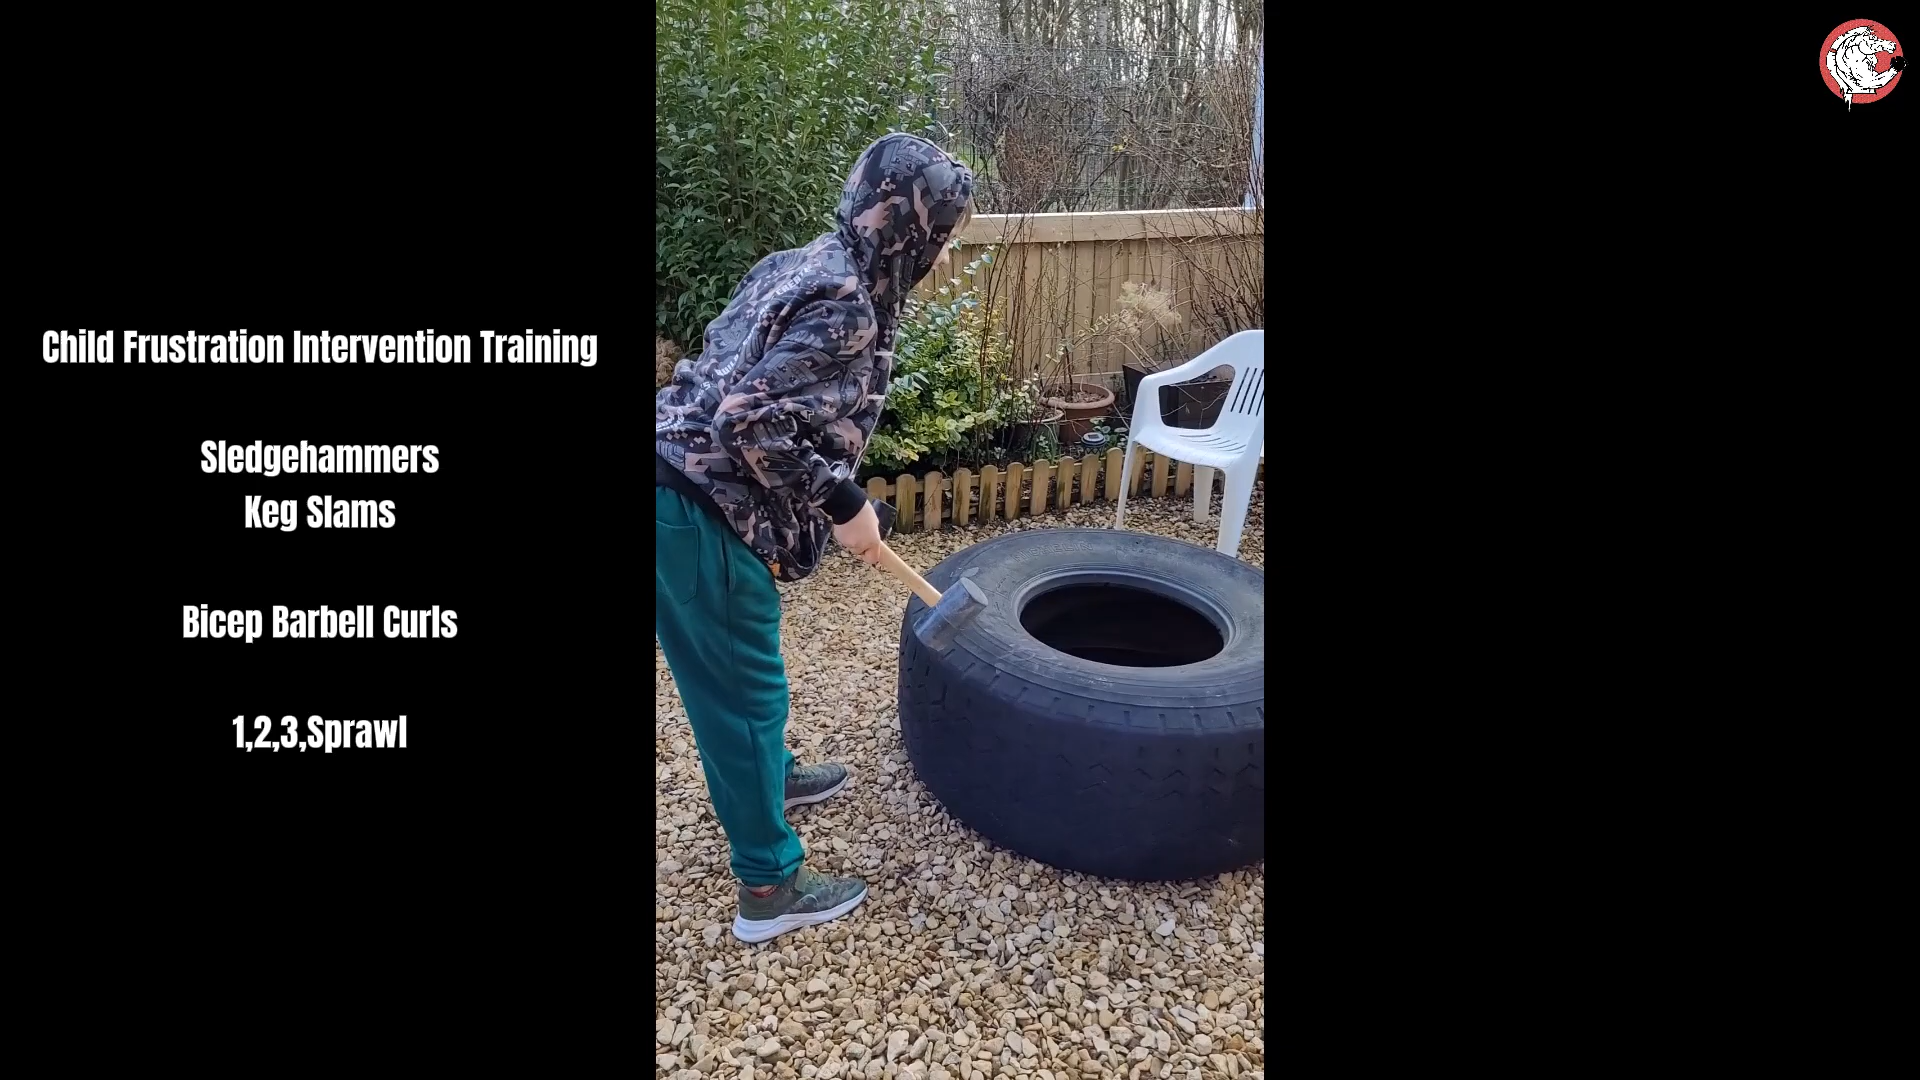 Child Frustration Intervention Training
Sledgehammers
Keg Slams
Bicep Barbell Curls
1,2,3,Sprawl